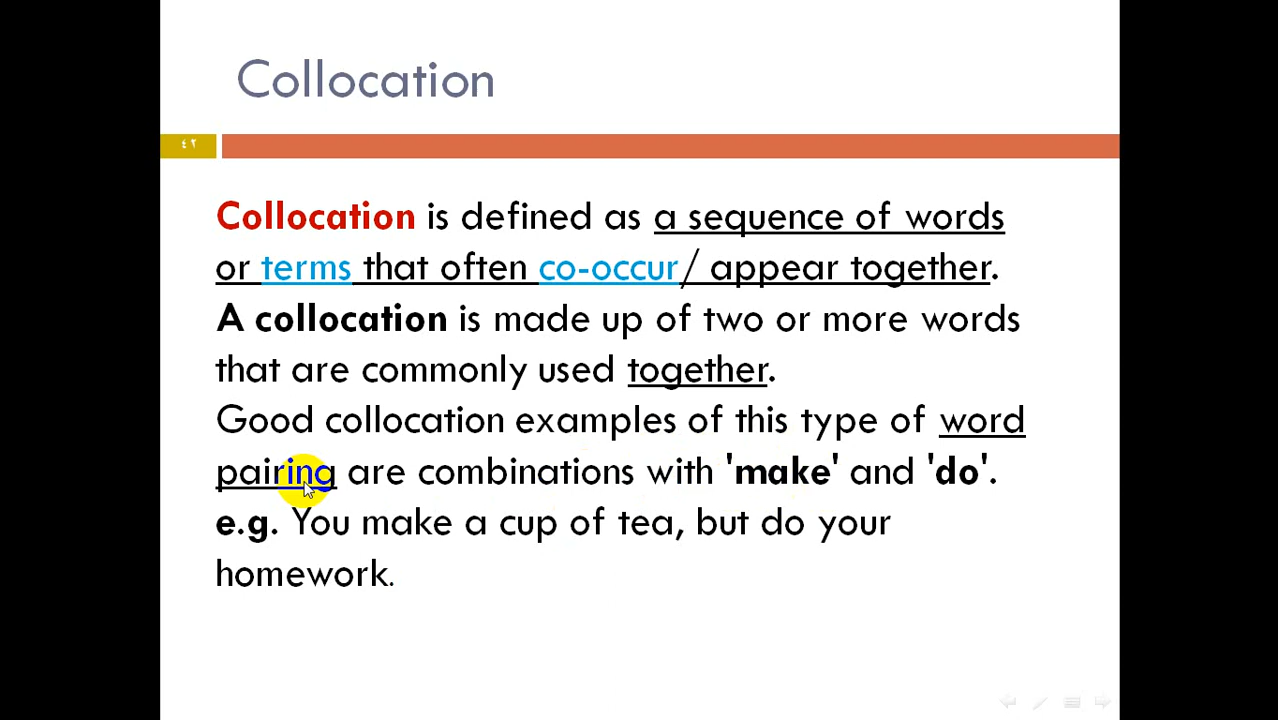 Collocation
٤٢
Collocation is defined as a sequence of words
or terms that often co-occur/ appear together.
A collocation is made up of two or more words
that are commonly used together.
Good collocation examples of this type of word
pairing are combinations with 'make' and 'do'.
e.g. You make a cup of tea, but do your
homework.